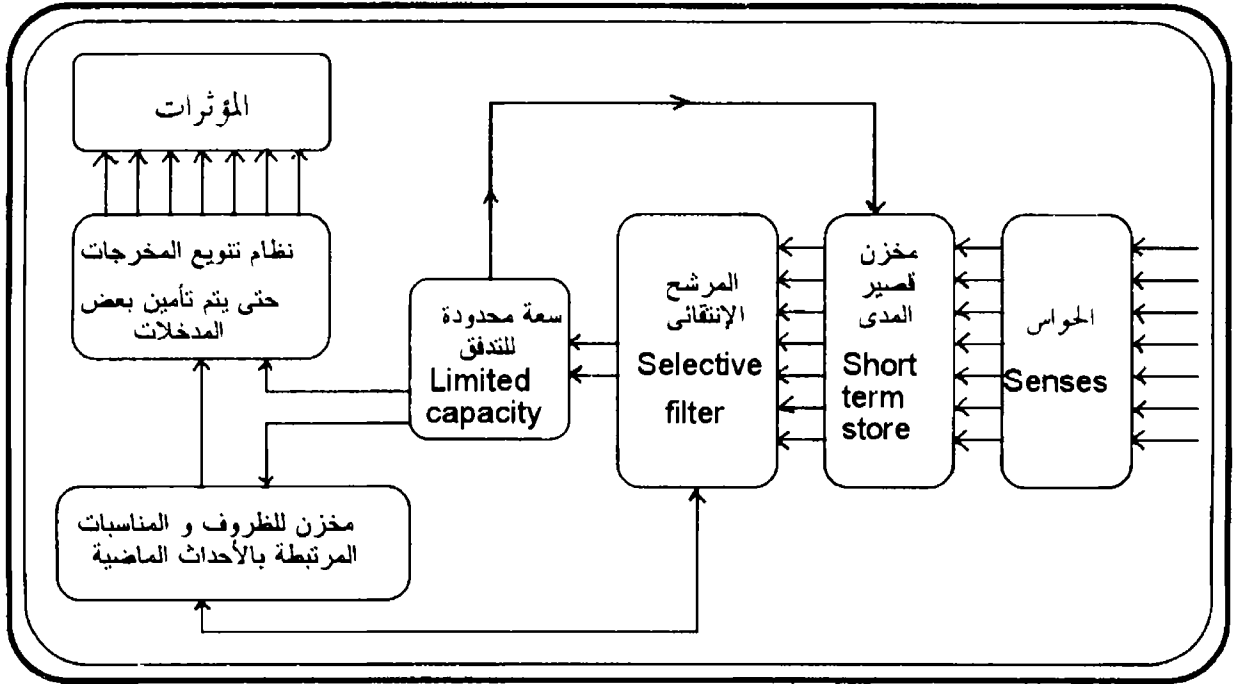 المؤثرات
نظام تنويع المخرجات
حتى يتم تأمين بعض
المدخلات
سعة محدودة
للتدفق
Limited
capacity
المرشح
الإنتقائى
Selective
filter
مخزن
قصير
المدى
Short
term
store
الحواس
Senses
مخزن للظروف و المناسبات
المرتبطة بالأحداث الماضية